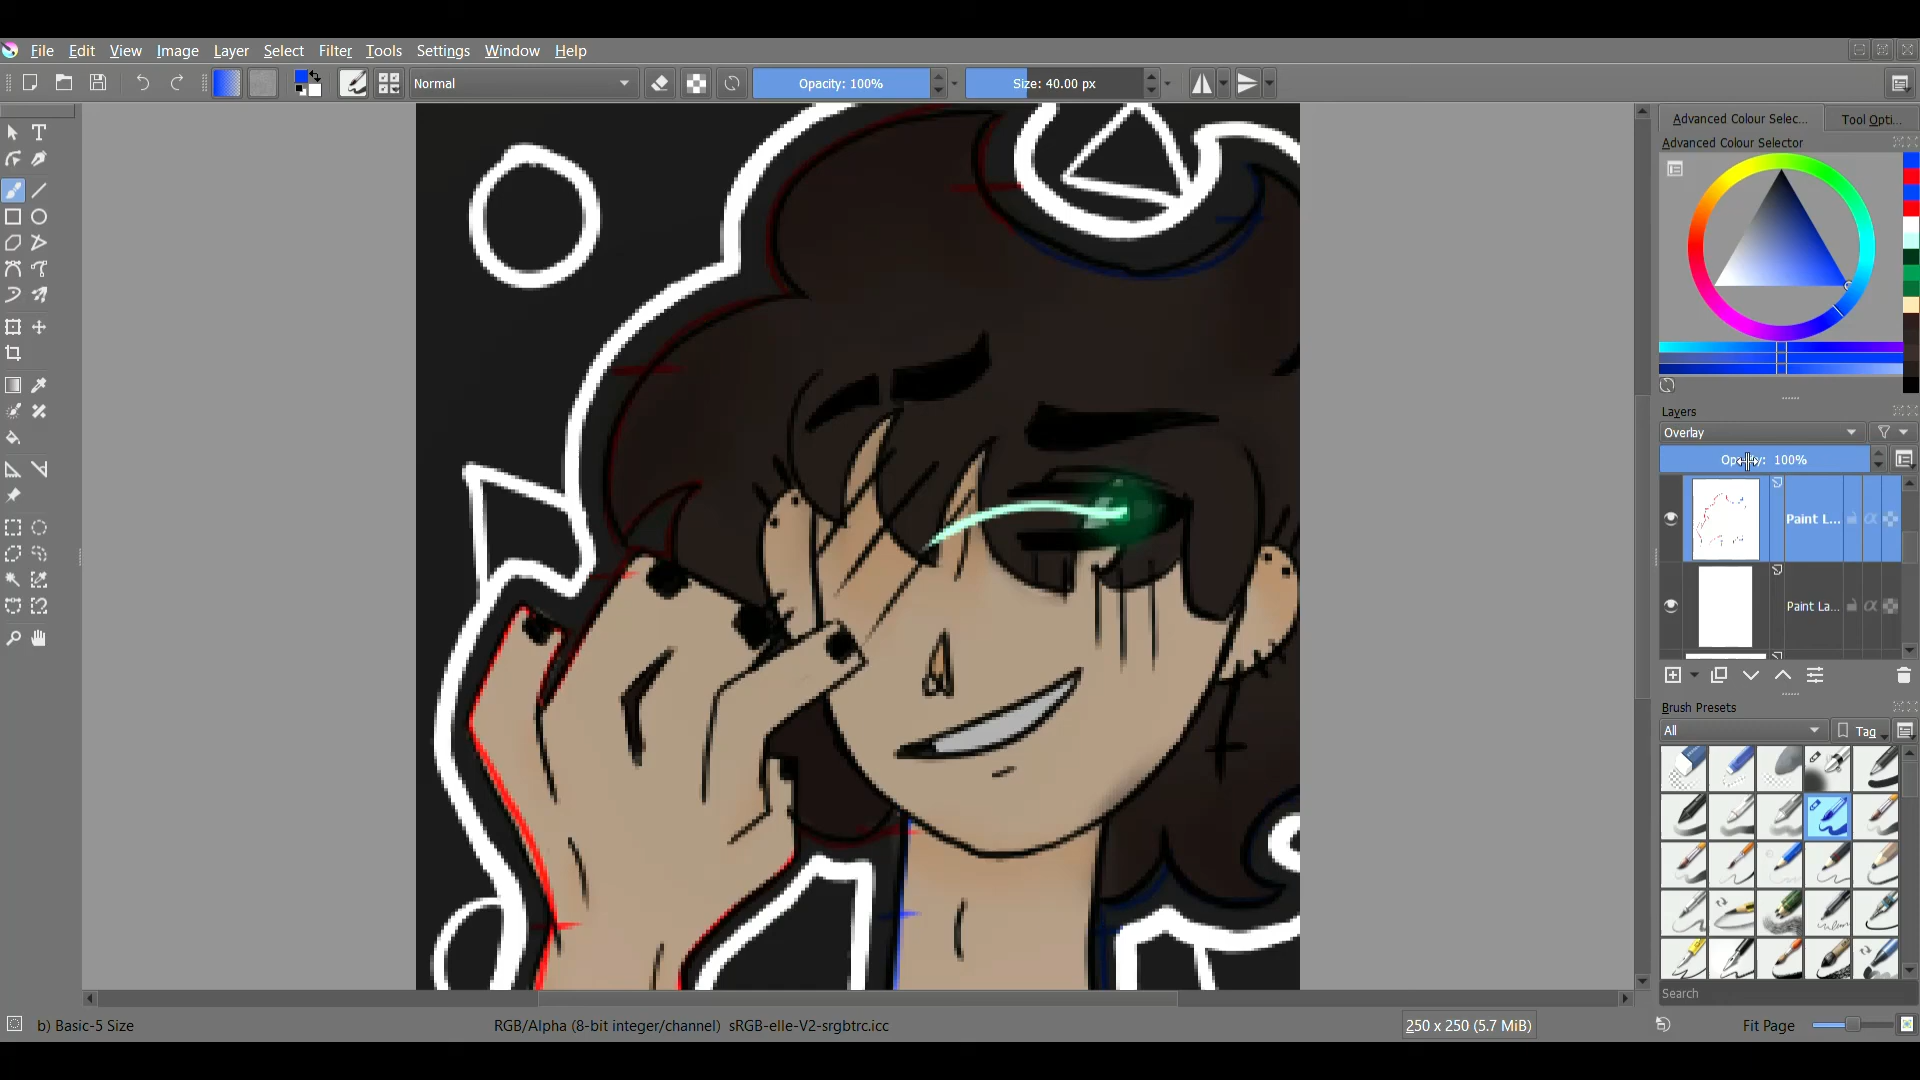 File Edit View Image Layer Select Filter Tools Settings Window Help
Normal
Opacity: 100%
Size: 40.00 px
Advanced Colour Selec...
Tool Opti...
Advanced Colour Selector
Layers
Overlay
Opacity: 100%
Paint L...
Paint La...
Brush Presets
All
Tag
Search
b) Basic-5 Size
RGB/Alpha (8-bit integer/channel) sRGB-elle-V2-srgbtrc.icc
250 x 250 (5.7 MiB)
Fit Page